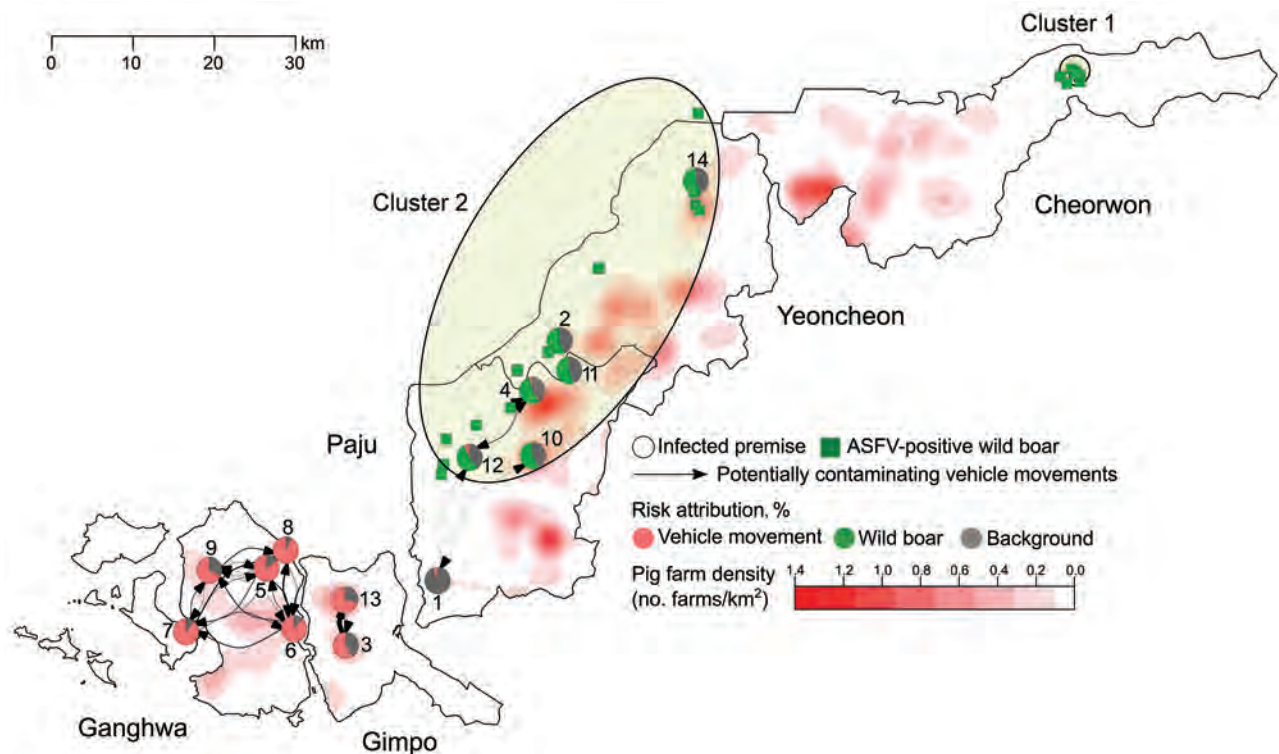 km
0 10 20 30
Cluster 1
Cluster 2
14
Cheorwon
2
Yeoncheon
11
4
Paju
10
12
Infected premise ASFV-positive wild boar
Potentially contaminating vehicle movements
Risk attribution, %
Vehicle movement Wild boar Background
Pig farm density
(no. farms/km²)
1.4 1.2 1.0 0.8 0.6 0.4 0.2 0.0
8
9
5
13
1
7
6
3
Ganghwa
Gimpo